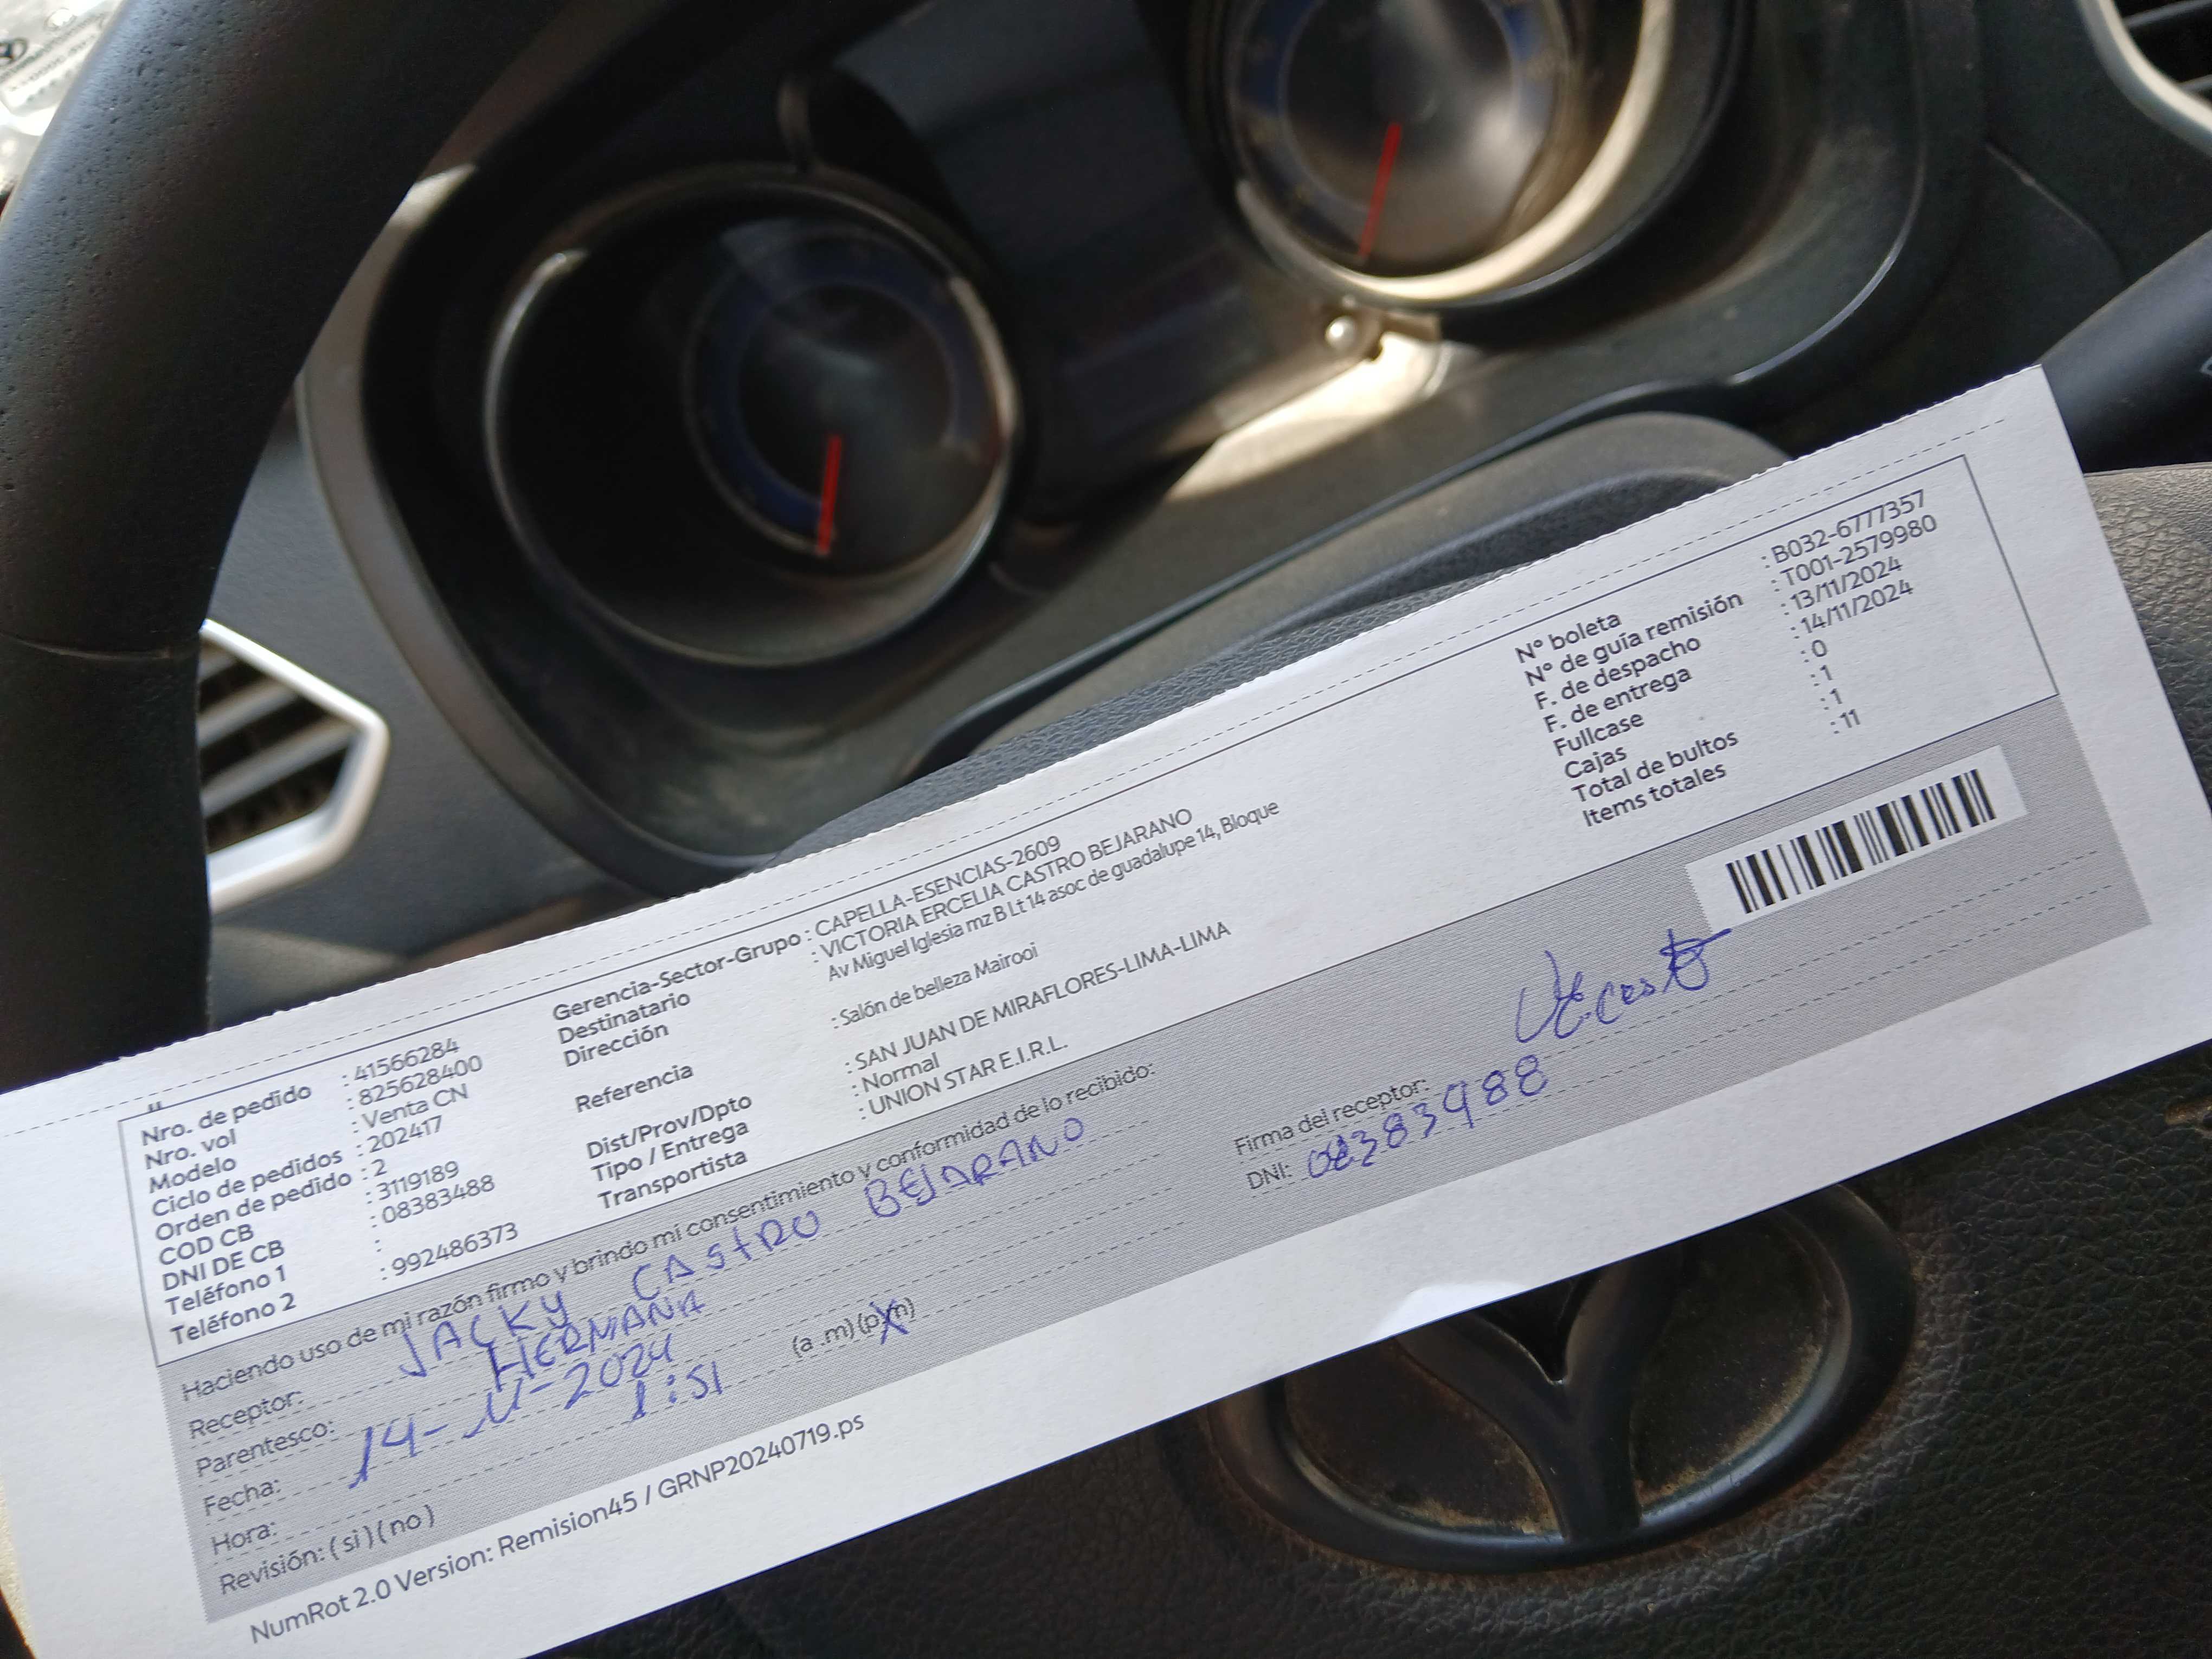 Nro. de pedido : 41566284
Nro. vol : 825628400
Modelo : Venta CN
Ciclo de pedidos : 202417
Orden de pedido : 2
COD CB : 3119189
DNI DE CB : 08383488
Teléfono 1 :
Teléfono 2 : 992486373
Gerencia-Sector-Grupo : CAPELLA-ESENCIAS-2609
Destinatario : VICTORIA ERCELIA CASTRO BEJARANO
Dirección Av Miguel Iglesia mz B Lt 14 asoc de guadalupe 14, Bloque
Referencia : Salón de belleza Mairooi
Dist/Prov/Dpto : SAN JUAN DE MIRAFLORES-LIMA-LIMA
Tipo / Entrega : Normal
Transportista : UNION STAR E.I.R.L.
N° boleta : B032-6777357
N° de guía remisión : T001-2579980
F. de despacho : 13/11/2024
F. de entrega : 14/11/2024
Fullcase : 0
Cajas : 1
Total de bultos : 1
Items totales : 11
Haciendo uso de mi razón firmo y brindo mi consentimiento y conformidad de lo recibido:
Receptor: JACKY CASTRO BEJARANO
Parentesco: HERMANA
Fecha: 14-11-2024
Hora: 1:51 (a .m) (p.m)
Revisión: ( si ) ( no )
Firma del receptor:
DNI:
NumRot 2.0 Version: Remision45 / GRNP20240719.ps